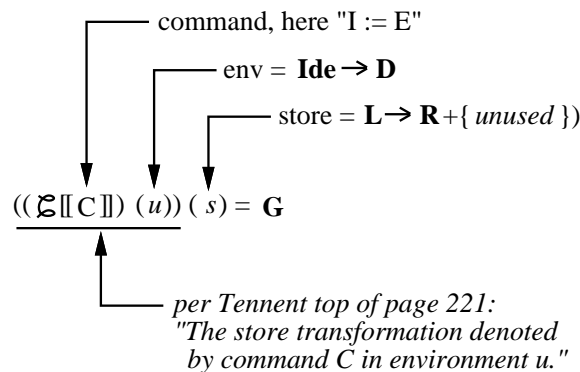 command, here "I := E"
env = Ide → D
store = L → R +{ unused })
(( 𝕮 [[ C ]]) (u)) ( s) = G
per Tennent top of page 221:
"The store transformation denoted
by command C in environment u."